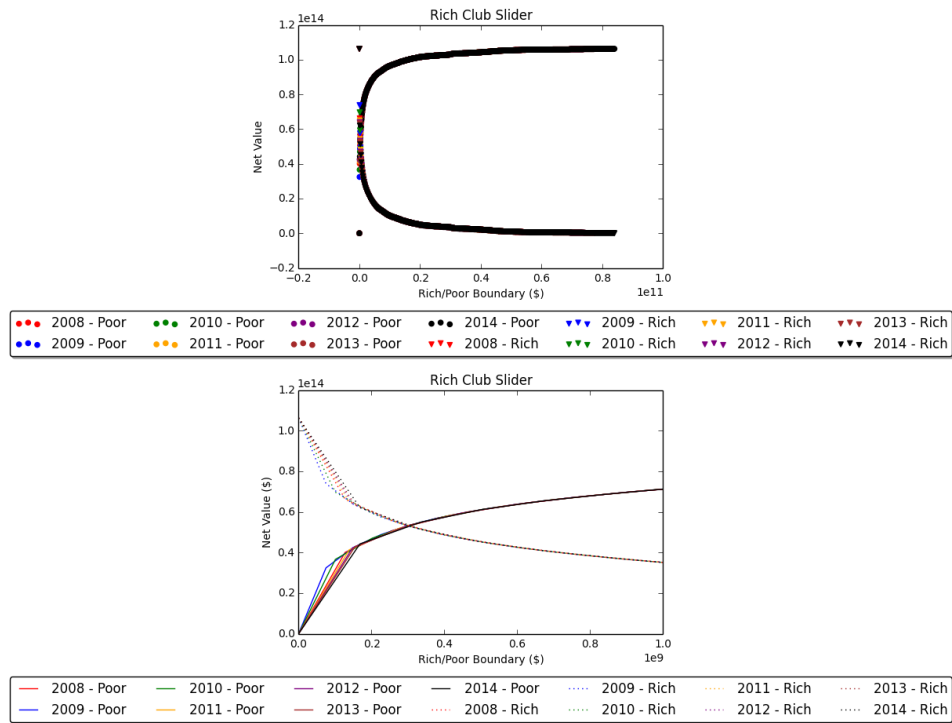 Rich Club Slider
1e14
1.2
1.0
0.8
0.6
0.4
0.2
0.0
−0.2
Net Value
−0.2 0.0 0.2 0.4 0.6 0.8 1.0
Rich/Poor Boundary ($)
1e11
2008 - Poor 2010 - Poor 2012 - Poor 2014 - Poor 2009 - Rich 2011 - Rich 2013 - Rich
2009 - Poor 2011 - Poor 2013 - Poor 2008 - Rich 2010 - Rich 2012 - Rich 2014 - Rich
Rich Club Slider
1e14
1.2
1.0
0.8
0.6
0.4
0.2
0.0
Net Value ($)
0.0 0.2 0.4 0.6 0.8 1.0
Rich/Poor Boundary ($)
1e9
2008 - Poor 2010 - Poor 2012 - Poor 2014 - Poor 2009 - Rich 2011 - Rich 2013 - Rich
2009 - Poor 2011 - Poor 2013 - Poor 2008 - Rich 2010 - Rich 2012 - Rich 2014 - Rich